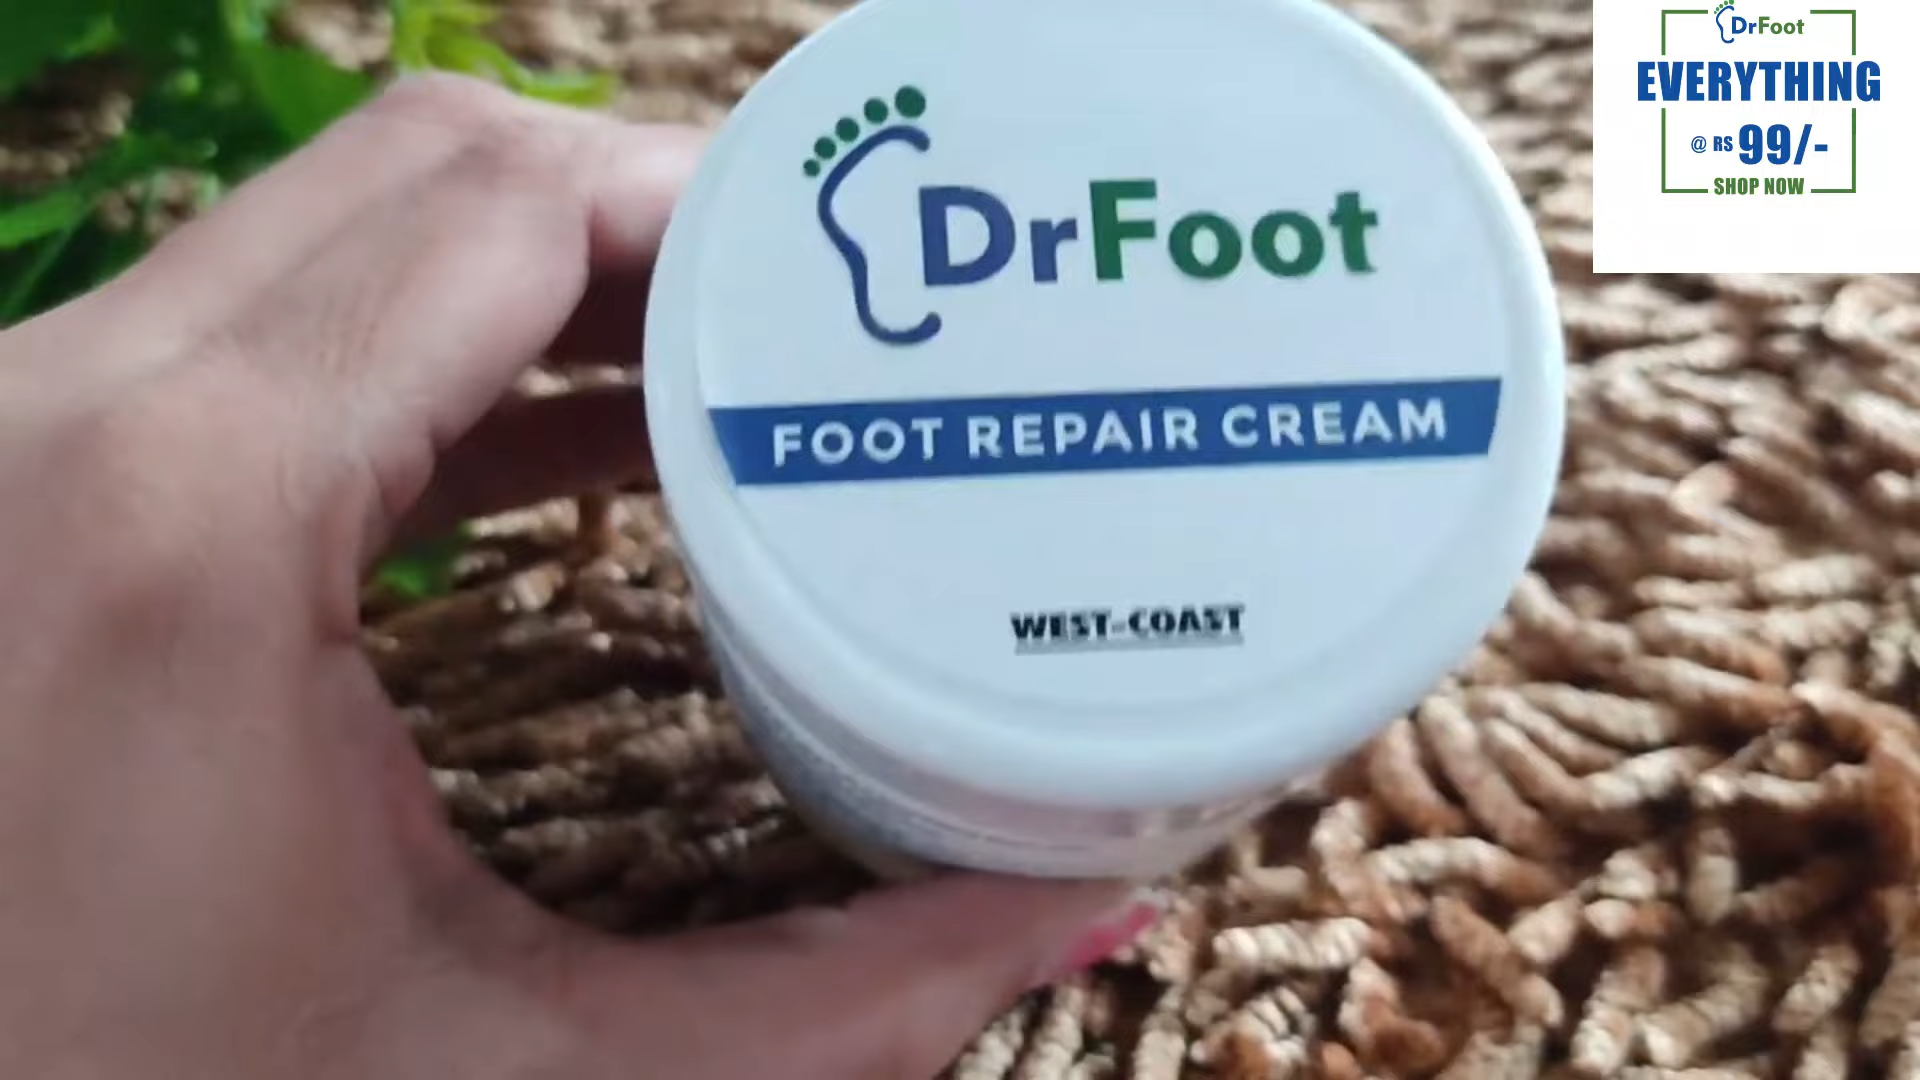 DrFoot
FOOT REPAIR CREAM
WEST-COAST
DrFoot
EVERYTHING
@ RS 99/-
SHOP NOW